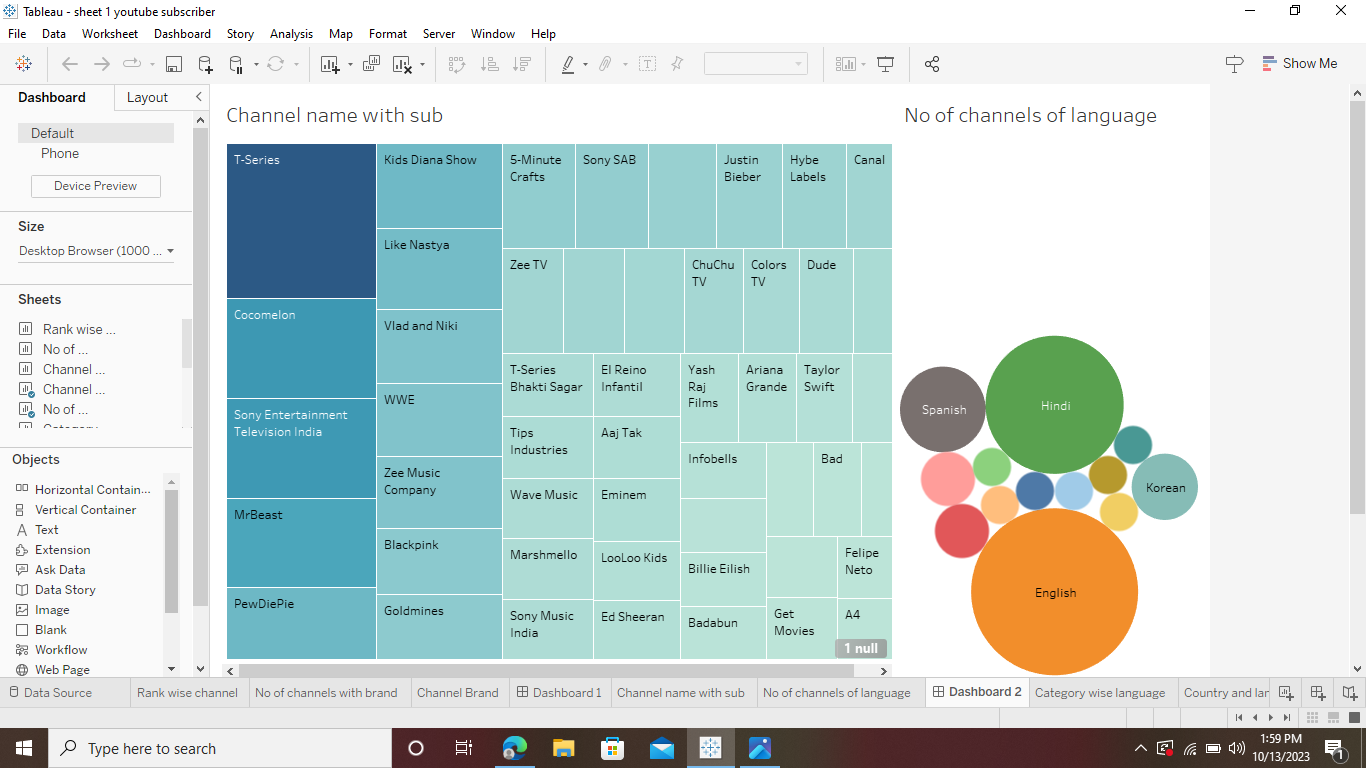 Tableau - sheet 1 youtube subscriber
File Data Worksheet Dashboard Story Analysis Map Format Server Window Help
Show Me
Dashboard Layout
Default
Phone
Device Preview
Size
Desktop Browser (1000 ...
Sheets
Rank wise ...
No of ...
Channel ...
Channel ...
No of ...
Objects
Horizontal Contain...
Vertical Container
Text
Extension
Ask Data
Data Story
Image
Blank
Workflow
Web Page
Channel name with sub
T-Series
Cocomelon
Sony Entertainment
Television India
MrBeast
PewDiePie
Kids Diana Show
Like Nastya
Vlad and Niki
WWE
Zee Music
Company
Blackpink
Goldmines
5-Minute
Crafts
Sony SAB
Justin
Bieber
Hybe
Labels
Canal
Zee TV
ChuChu
TV
Colors
TV
Dude
T-Series
Bhakti Sagar
El Reino
Infantil
Yash
Raj
Films
Ariana
Grande
Taylor
Swift
Tips
Industries
Aaj Tak
Infobells
Bad
Wave Music
Eminem
Marshmello
LooLoo Kids
Billie Eilish
Felipe
Neto
Sony Music
India
Ed Sheeran
Badabun
Get
Movies
A4
1 null
No of channels of language
Spanish
Hindi
Korean
English
Data Source
Rank wise channel
No of channels with brand
Channel Brand
Dashboard 1
Channel name with sub
No of channels of language
Dashboard 2
Category wise language
Country and lan
Type here to search
1:59 PM
10/13/2023
1